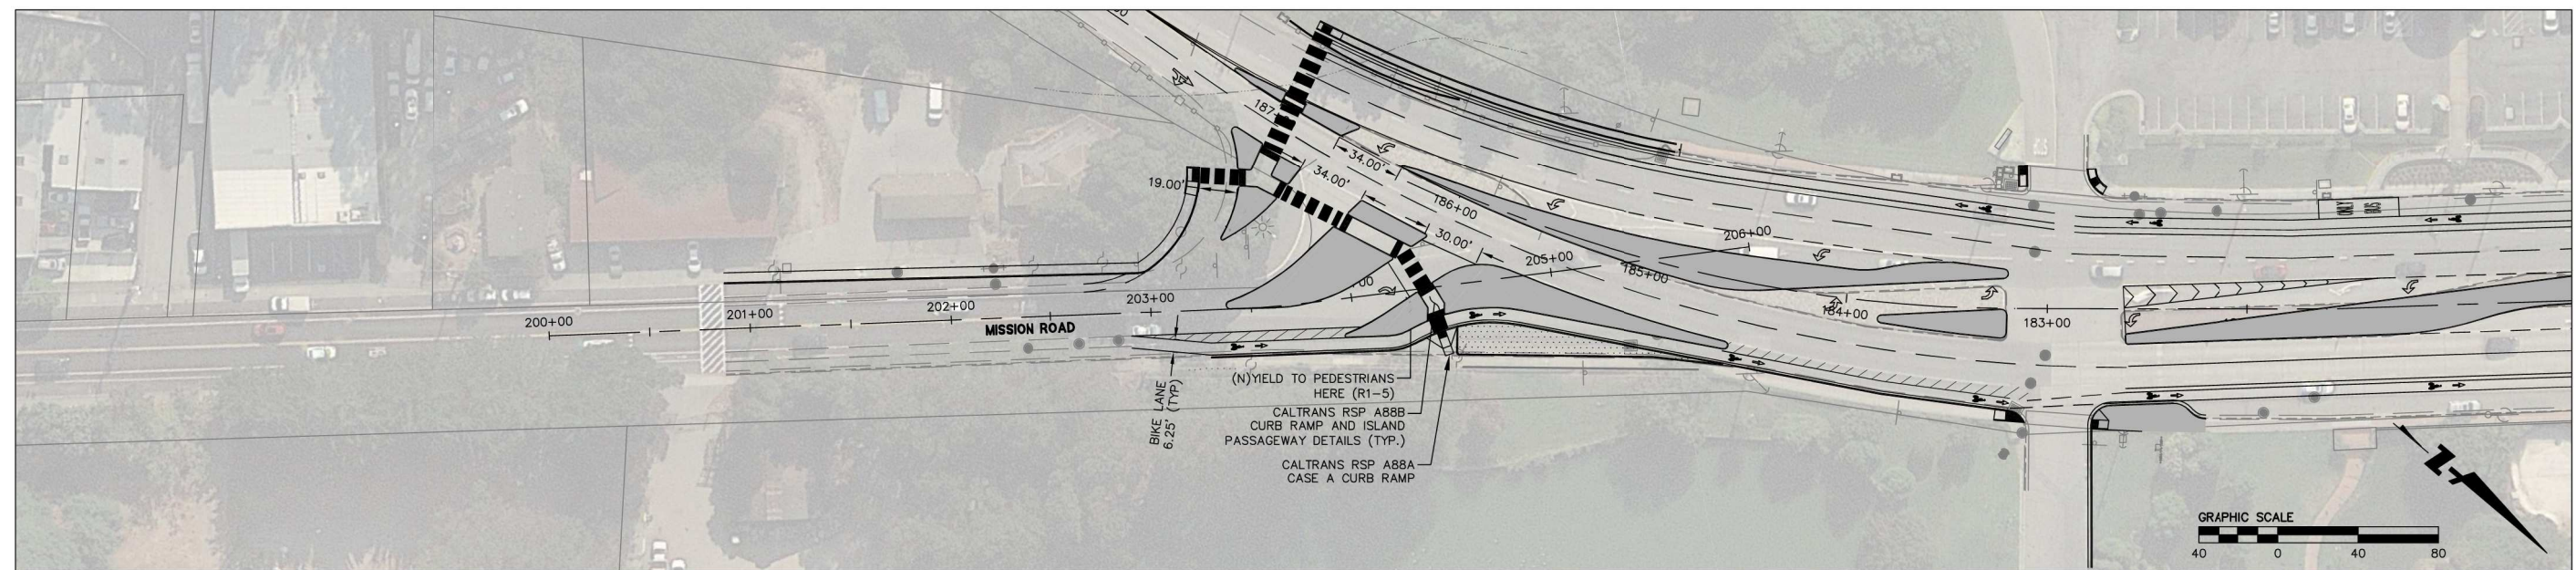 187+
34.00'
34.00'
19.00'
186+00
30.00'
206+00
205+00
185+00
00
184+00
183+00
203+00
202+00
201+00
200+00
MISSION ROAD
BIKE LANE
6.25' (TYP)
(N)YIELD TO PEDESTRIANS
HERE (R1-5)
CALTRANS RSP A88B
CURB RAMP AND ISLAND
PASSAGEWAY DETAILS (TYP.)
CALTRANS RSP A88A
CASE A CURB RAMP
ONLY
BUS
Z
GRAPHIC SCALE
40 0 40 80